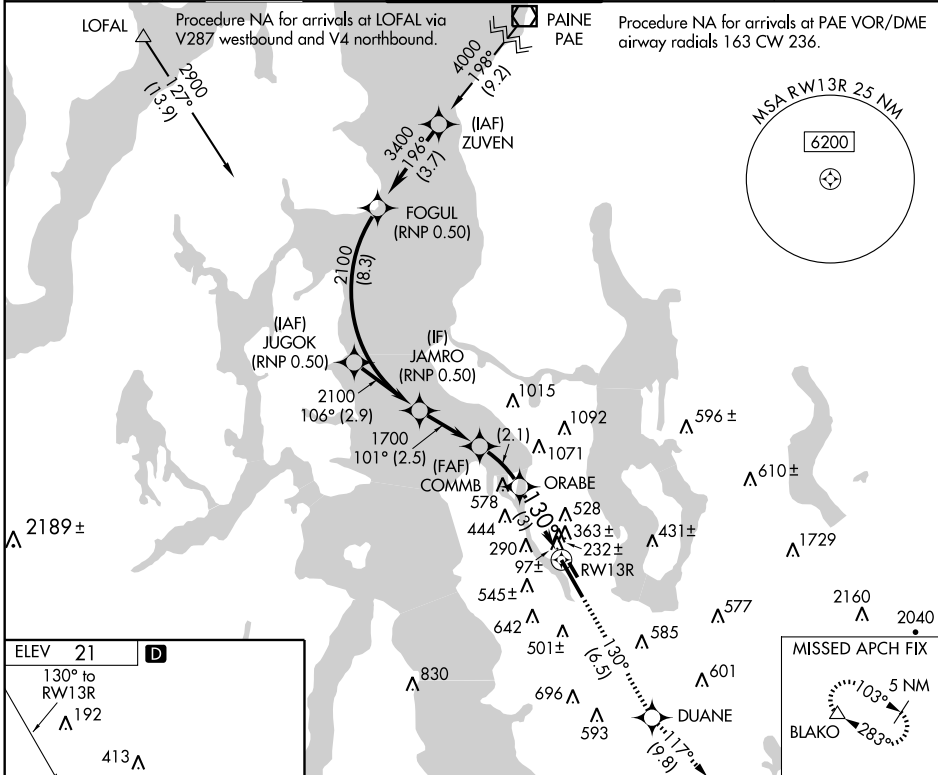 LOFAL
Procedure NA for arrivals at LOFAL via
V287 westbound and V4 northbound.
PAINE
PAE
Procedure NA for arrivals at PAE VOR/DME
airway radials 163 CW 236.
2900
127°
(13.9)
4000
198°
(9.2)
MSA RW13R 25 NM
6200
(IAF)
ZUVEN
3400
196°
(3.7)
FOGUL
(RNP 0.50)
2100
(8.3)
(IAF)
JUGOK
(RNP 0.50)
(IF)
JAMRO
(RNP 0.50)
2100
106° (2.9)
1700
101° (2.5)
(2.1)
(FAF)
COMMB
ORABE
1015
1092
1071
596 ±
610 ±
578
130°
(3)
528
444
363 ±
431 ±
290
232 ±
97±
RW13R
1729
2189 ±
545 ±
642
501±
577
2160
2040
585
130°
(6.5)
601
830
696
593
DUANE
117°
(9.8)
ELEV 21
D
130° to
RW13R
192
413
MISSED APCH FIX
5 NM
103°
283°
BLAKO